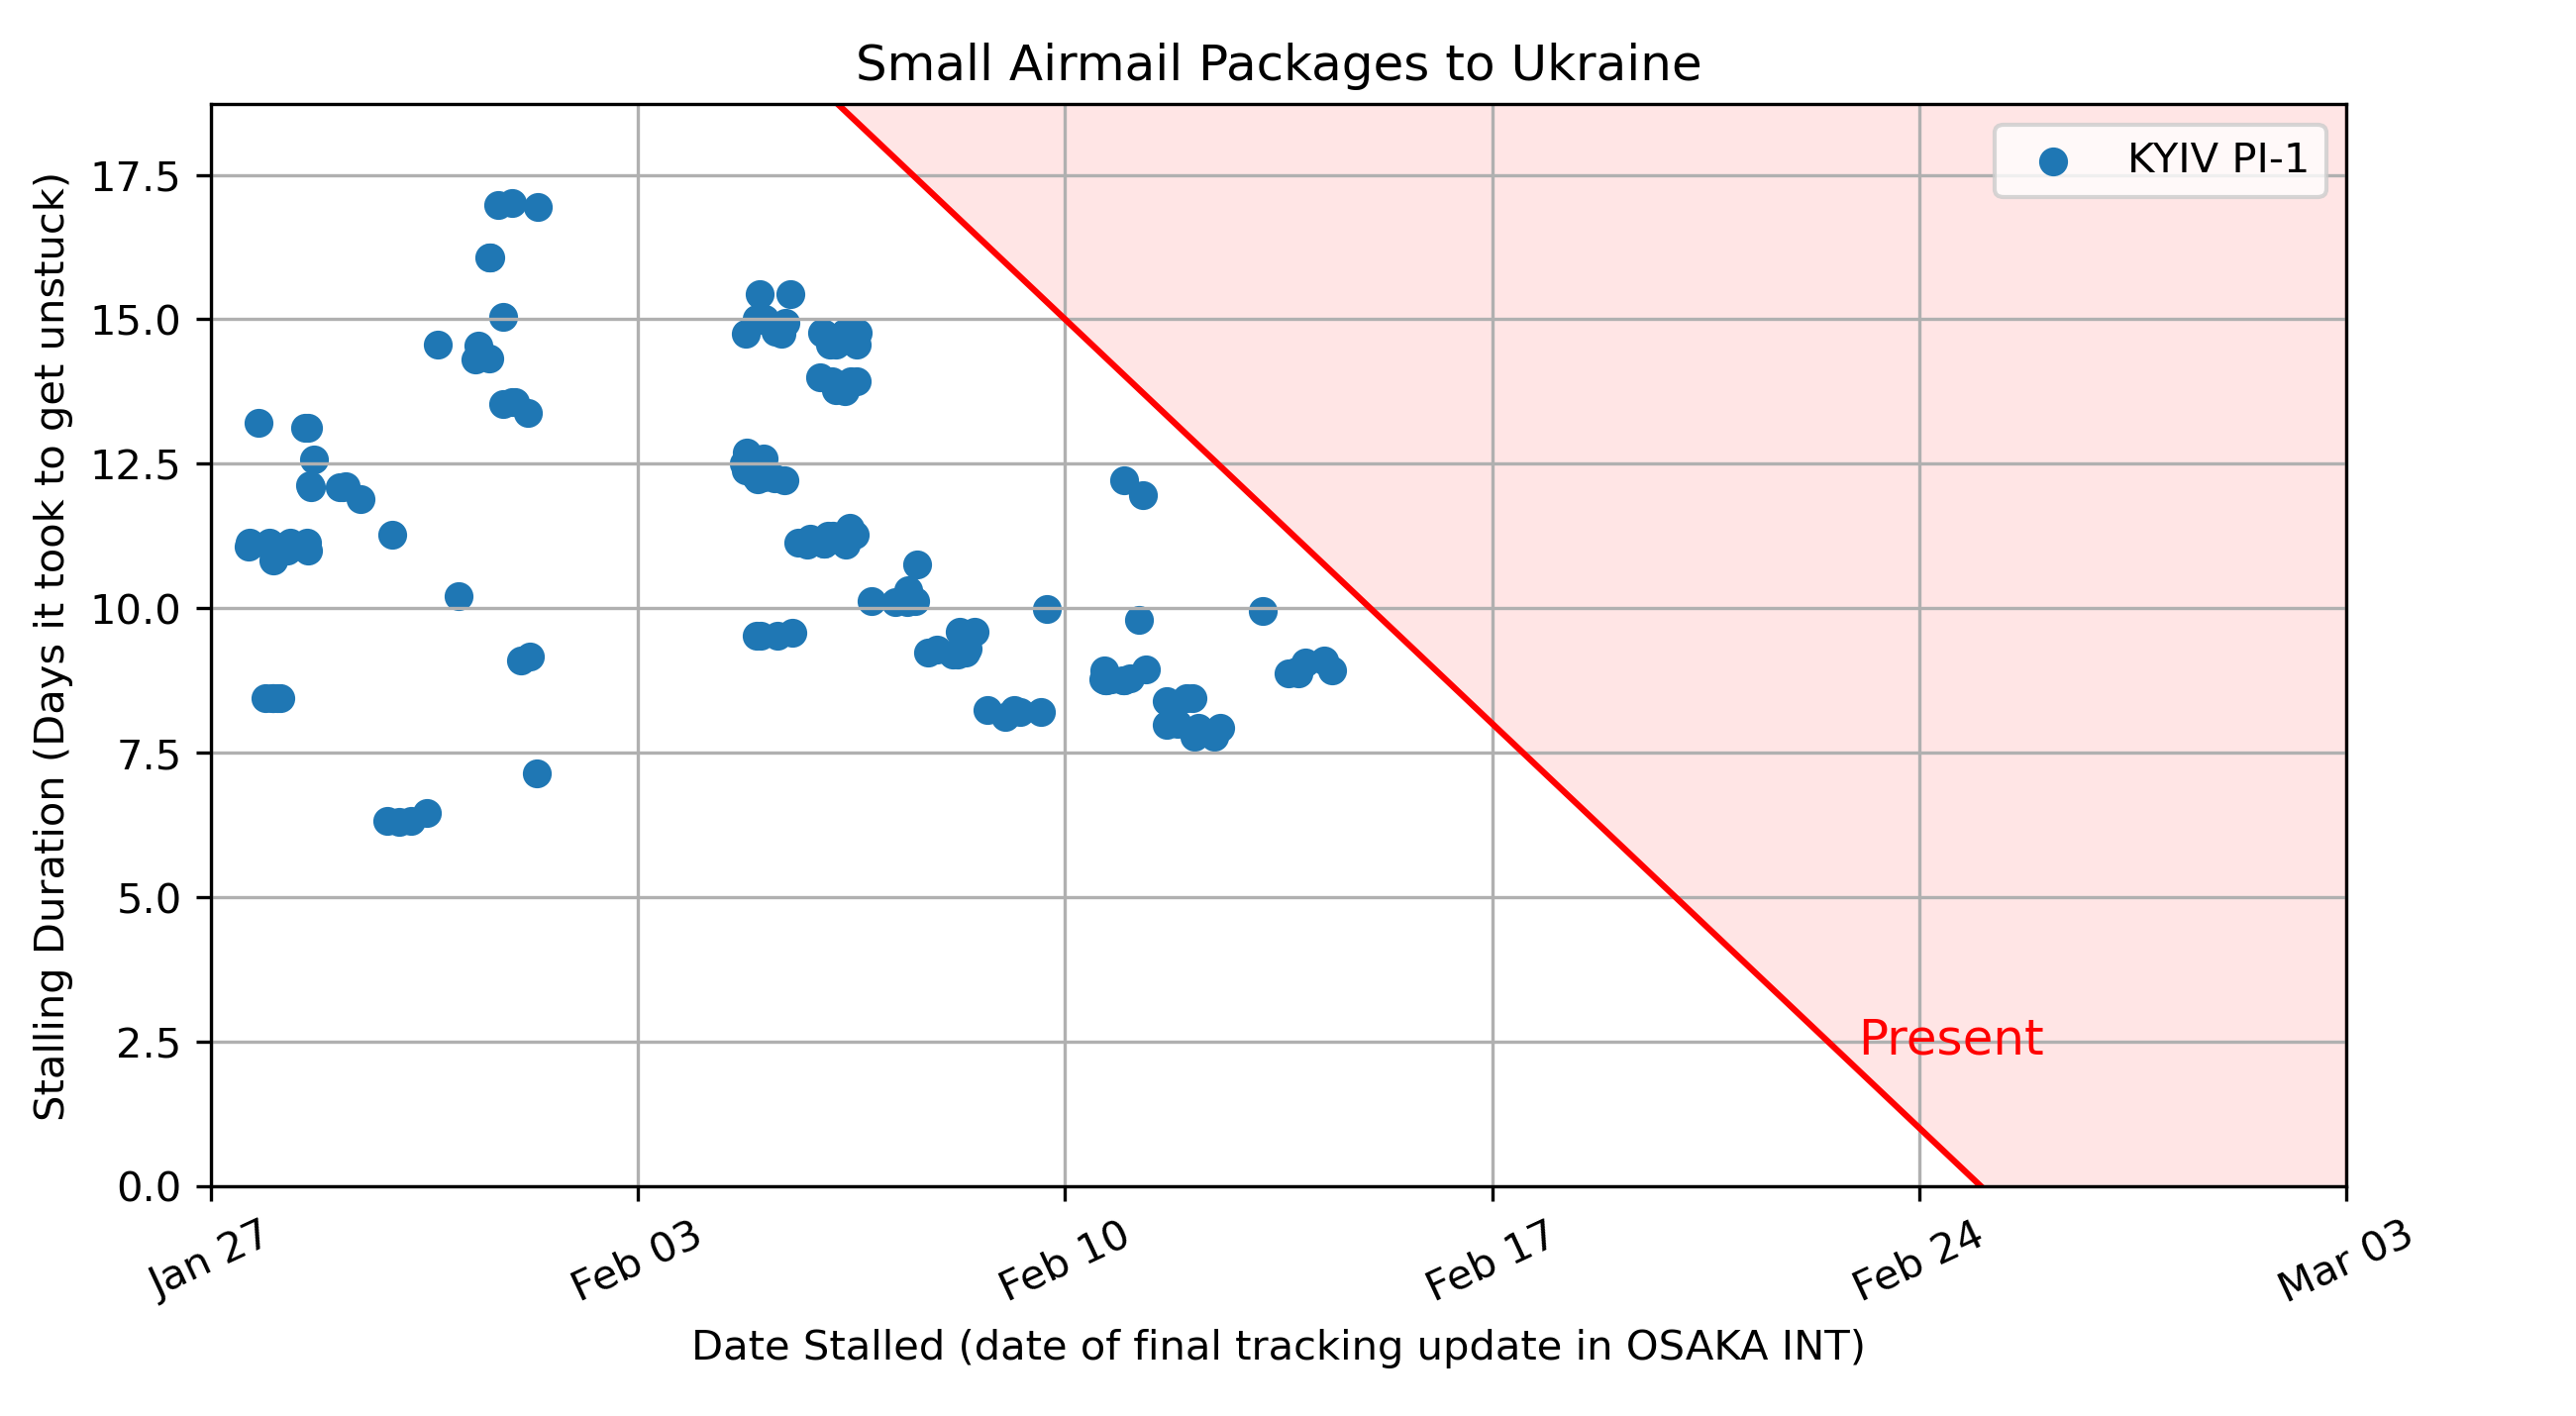 Small Airmail Packages to Ukraine
KYIV PI-1
Stalling Duration (Days it took to get unstuck)
17.5
15.0
12.5
10.0
7.5
5.0
2.5
0.0
Present
Jan 27
Feb 03
Feb 10
Feb 17
Feb 24
Mar 03
Date Stalled (date of final tracking update in OSAKA INT)